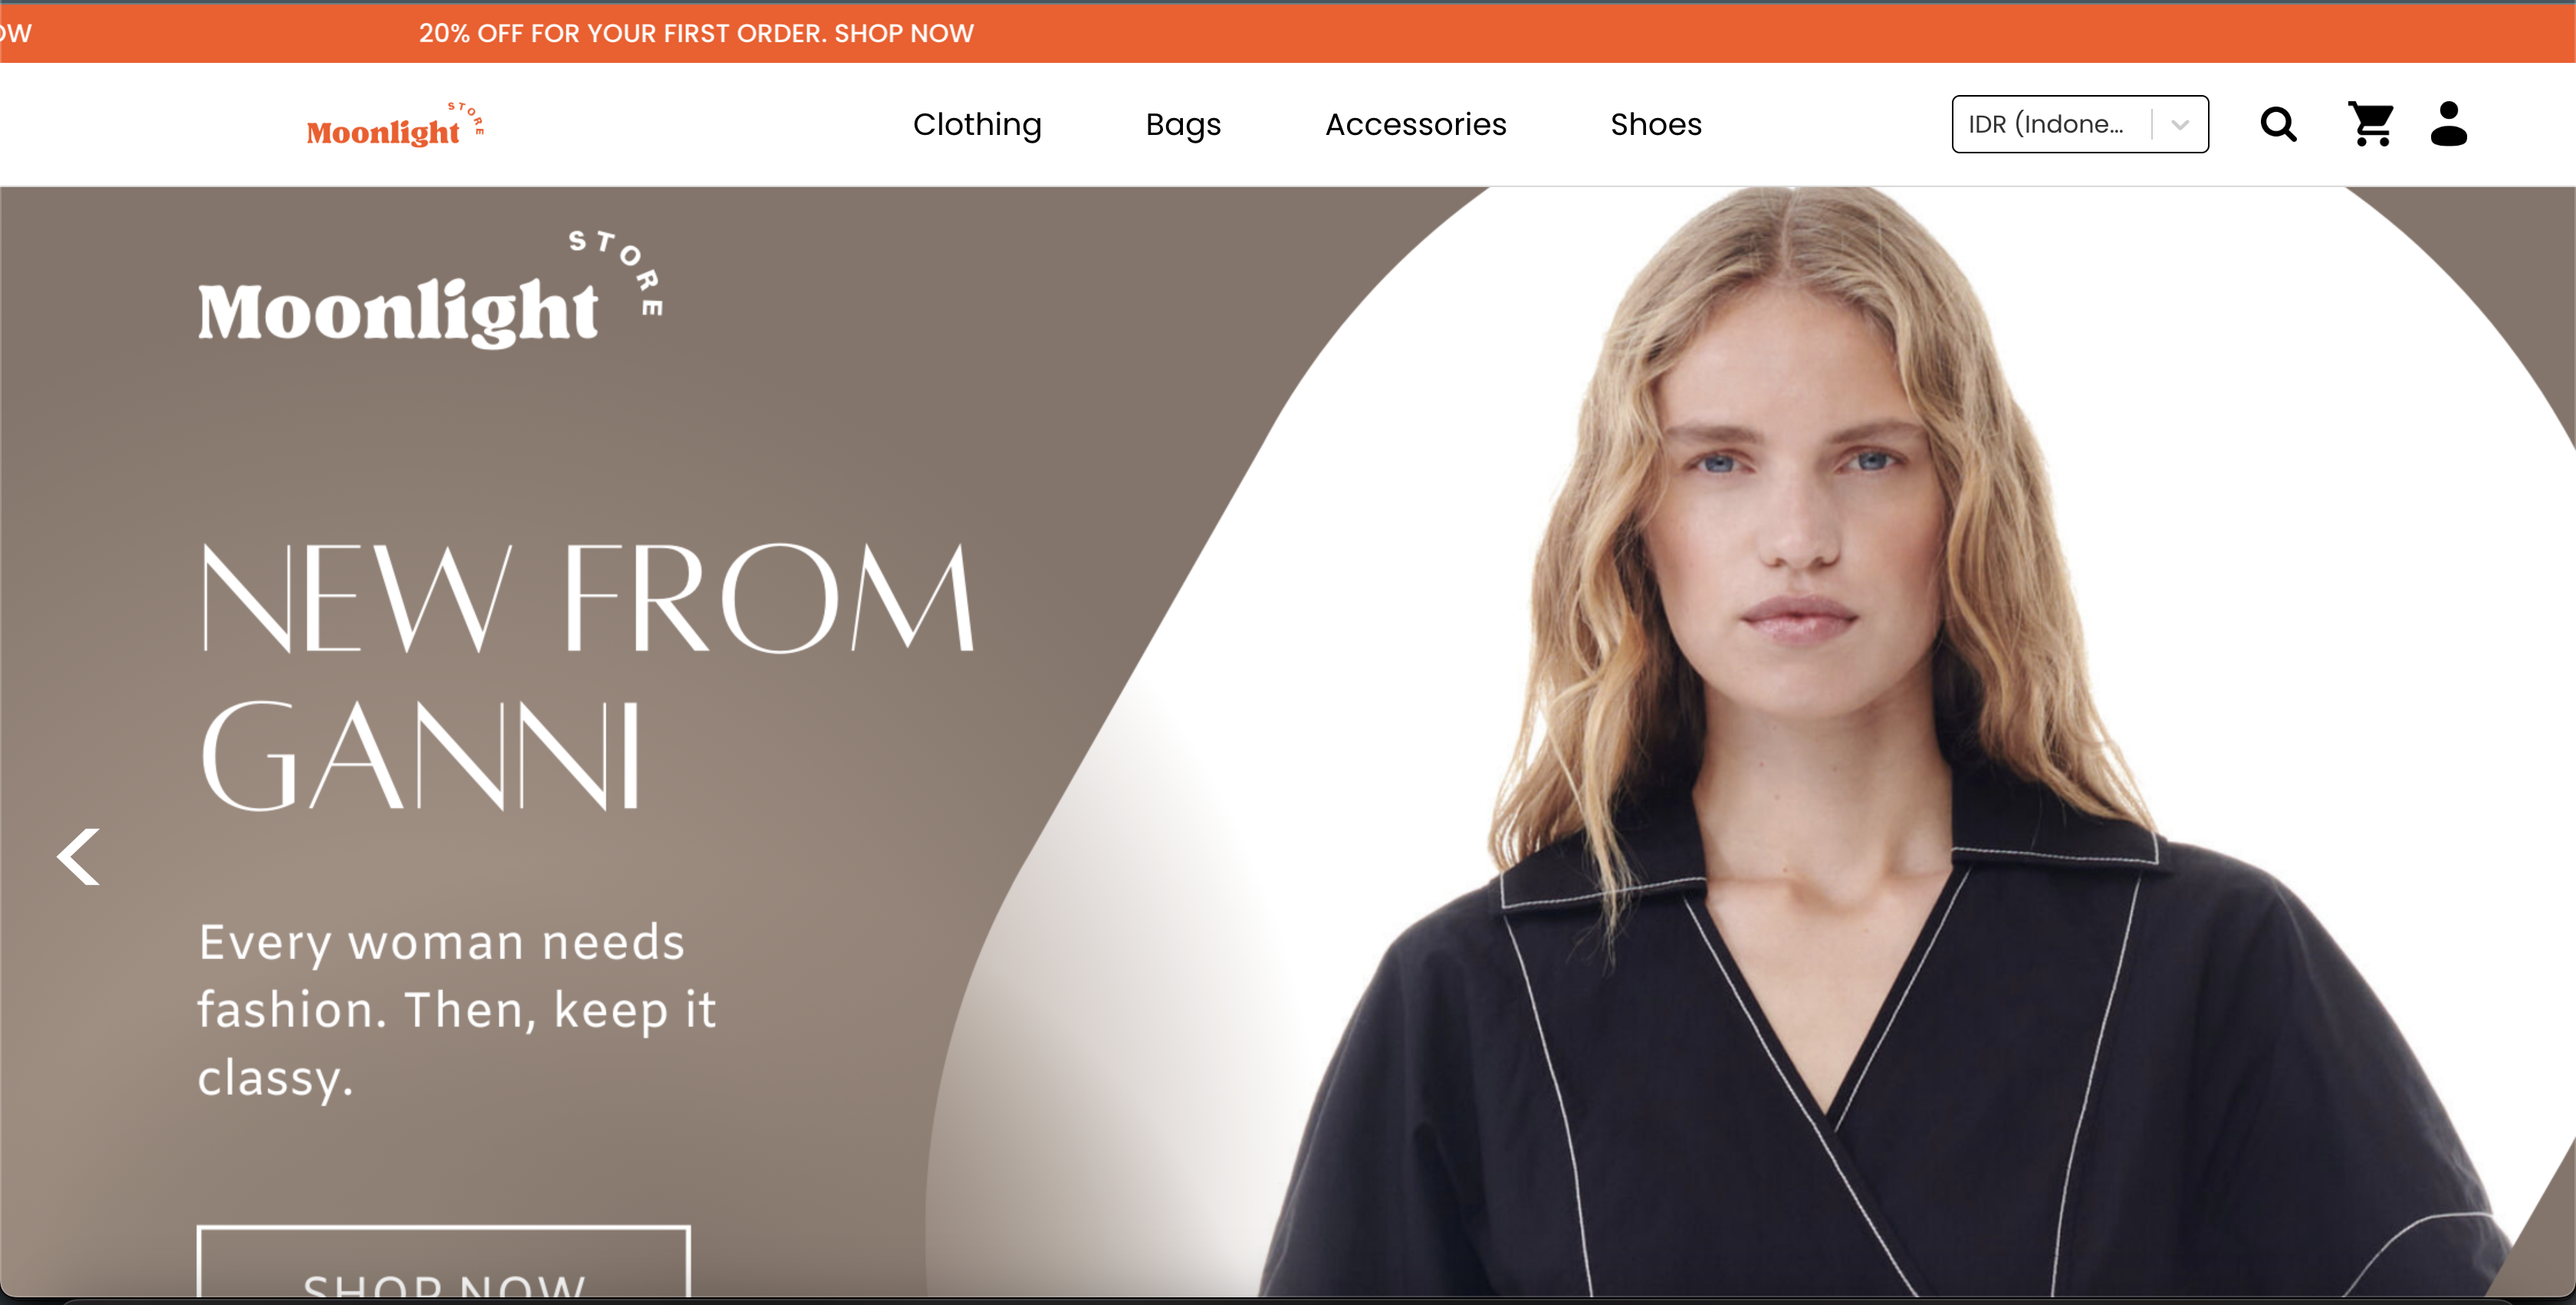 OW
20% OFF FOR YOUR FIRST ORDER. SHOP NOW
Moonlight STORE
Clothing
Bags
Accessories
Shoes
IDR (Indone...
Moonlight STORE
NEW FROM
GANNI
Every woman needs
fashion. Then, keep it
classy.
SHOP NOW